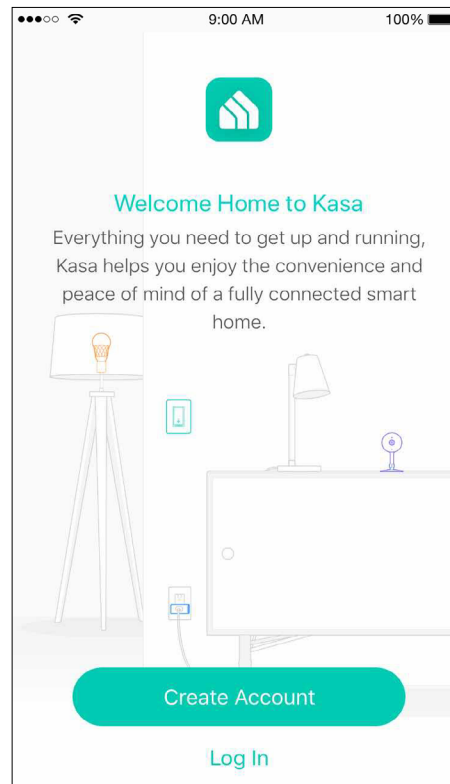 9:00 AM
100%
Welcome Home to Kasa
Everything you need to get up and running,
Kasa helps you enjoy the convenience and
peace of mind of a fully connected smart
home.
Create Account
Log In